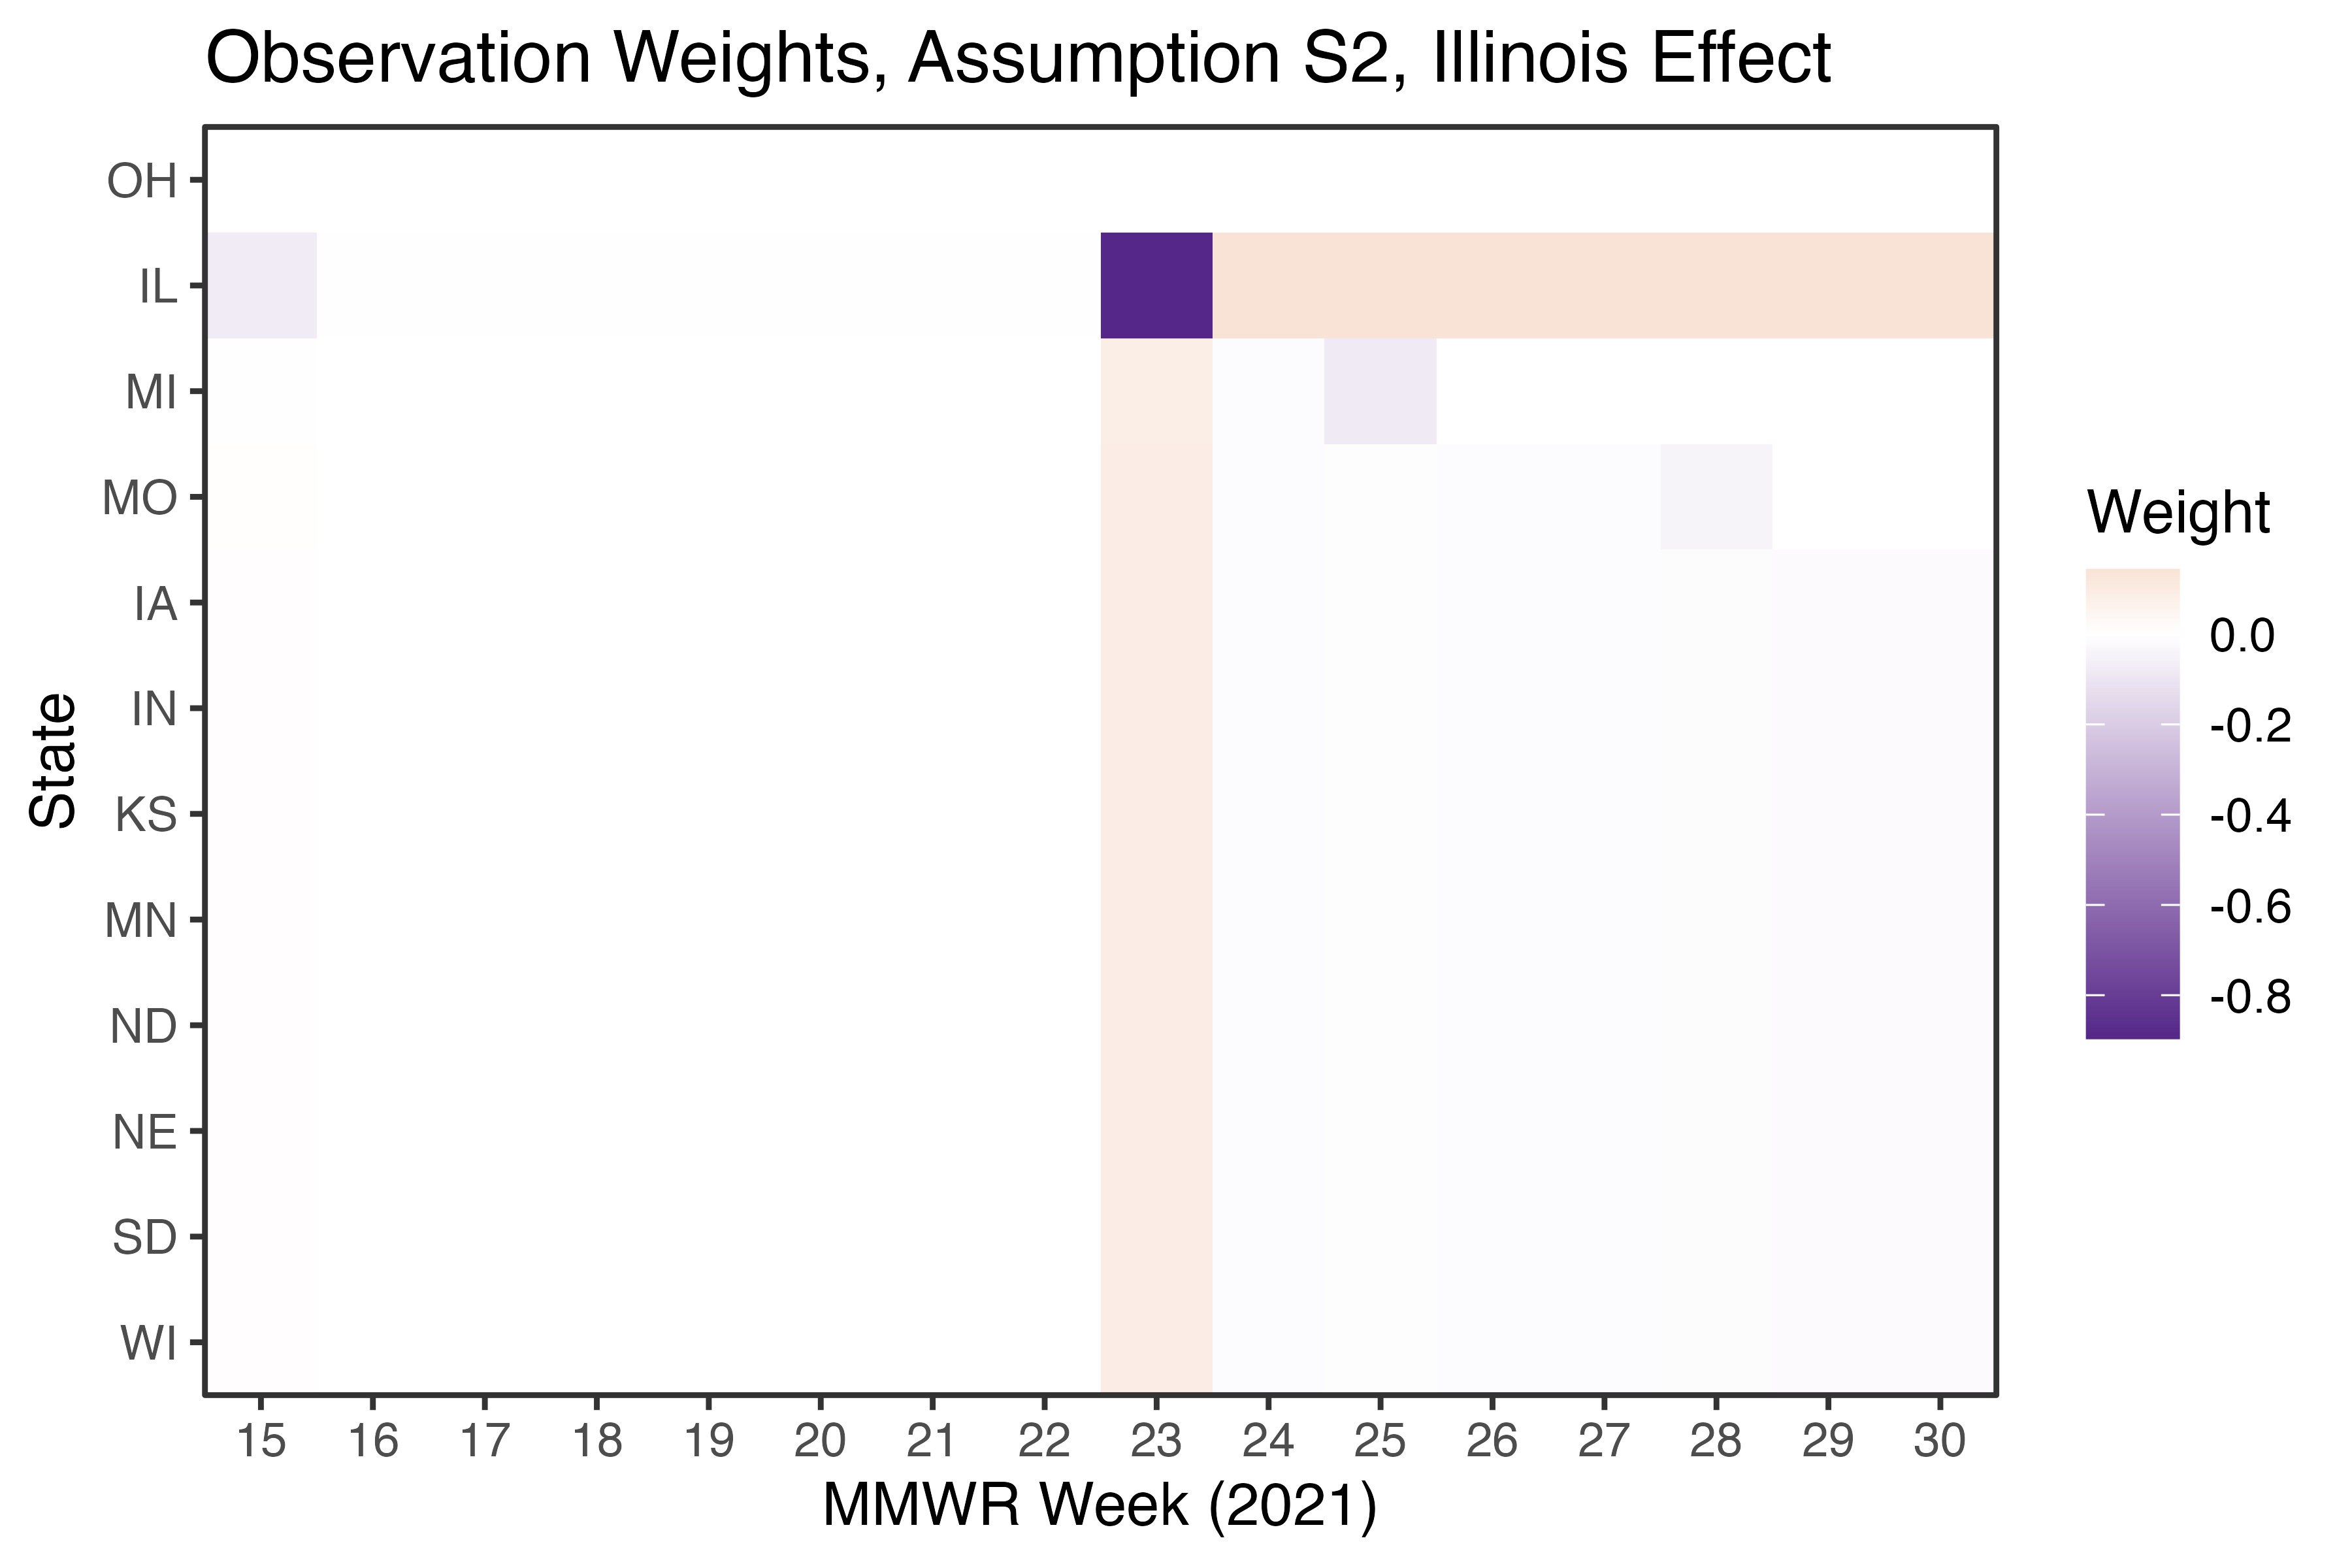 Observation Weights, Assumption S2, Illinois Effect
OH
IL
MI
MO
IA
IN
KS
MN
ND
NE
SD
WI
State
15 16 17 18 19 20 21 22 23 24 25 26 27 28 29 30
MMWR Week (2021)
Weight
0.0
-0.2
-0.4
-0.6
-0.8